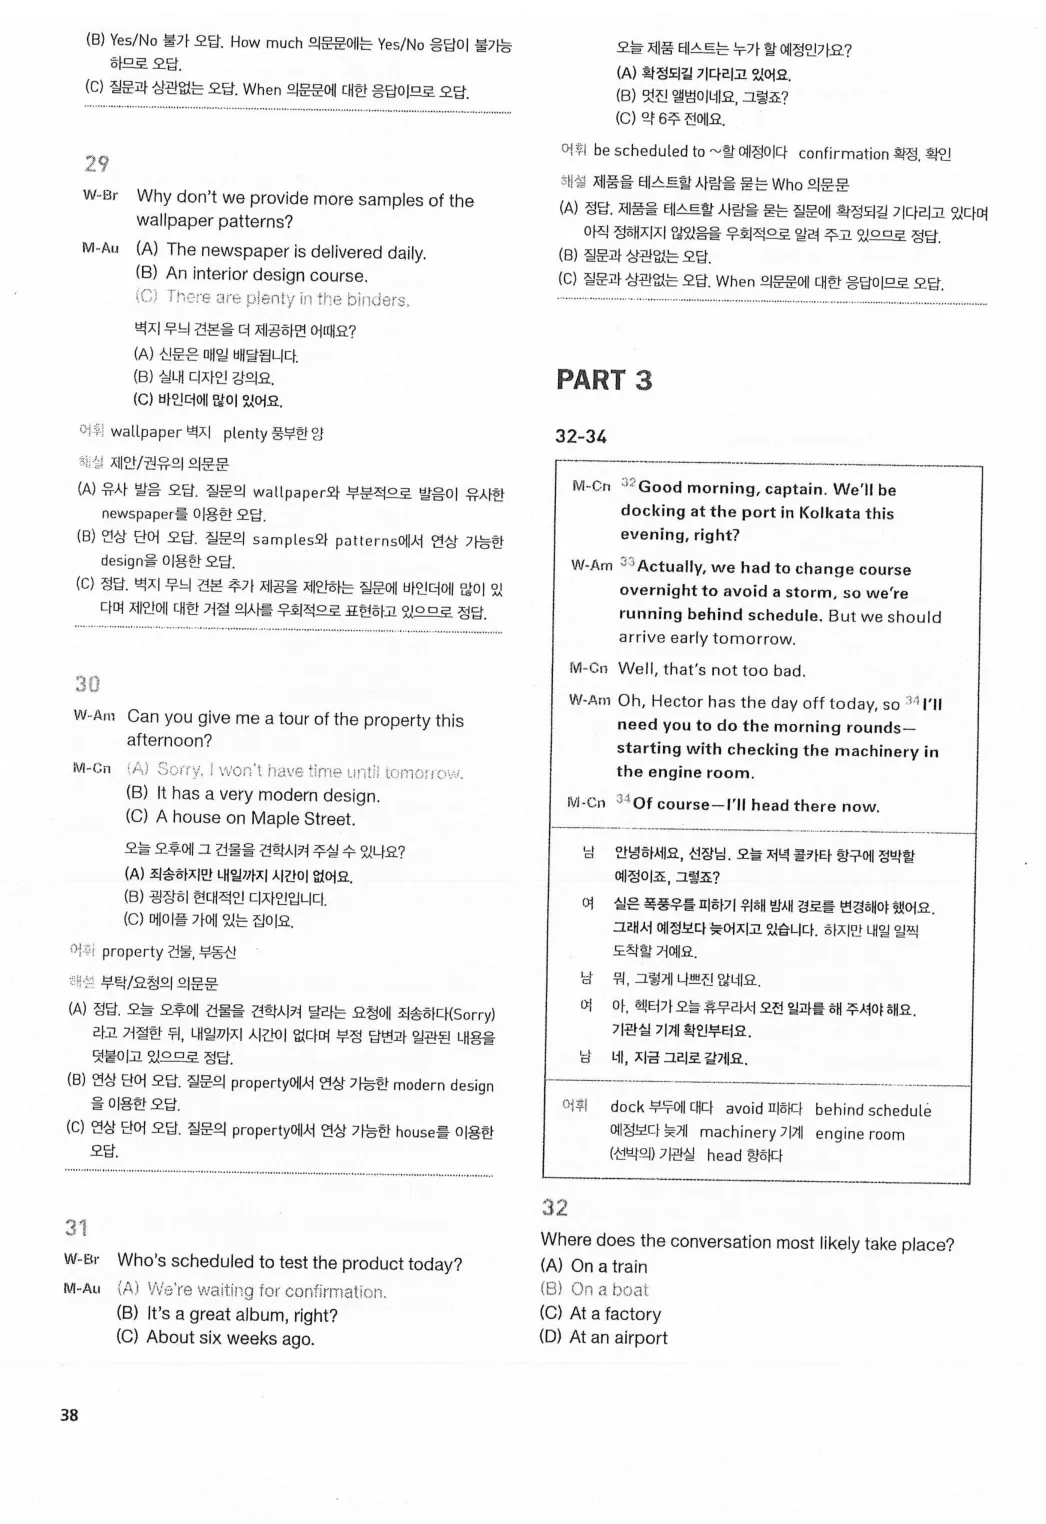 (B) Yes/No 불가 오답. How much 의문문에는 Yes/No 응답이 불가능
하므로 오답.
(C) 질문과 상관없는 오답. When 의문문에 대한 응답이므로 오답.
29
W-Br Why don't we provide more samples of the
wallpaper patterns?
M-Au (A) The newspaper is delivered daily.
(B) An interior design course.
(C) There are plenty in the binders.
벽지 무늬 견본을 더 제공하면 어때요?
(A) 신문은 매일 배달됩니다.
(B) 실내 디자인 강의요.
(C) 바인더에 많이 있어요.
어휘 wallpaper 벽지 plenty 풍부한 양
해설 제안/권유의 의문문
(A) 유사 발음 오답. 질문의 wallpaper와 부분적으로 발음이 유사한
newspaper를 이용한 오답.
(B) 연상 단어 오답. 질문의 samples와 patterns에서 연상 가능한
design을 이용한 오답.
(C) 정답. 벽지 무늬 견본 추가 제공을 제안하는 질문에 바인더에 많이 있
다며 제안에 대한 거절 의사를 우회적으로 표현하고 있으므로 정답.
30
W-Am Can you give me a tour of the property this
afternoon?
M-Cn (A) Sorry, I won't have time until tomorrow.
(B) It has a very modern design.
(C) A house on Maple Street.
오늘 오후에 그 건물을 견학시켜 주실 수 있나요?
(A) 죄송하지만 내일까지 시간이 없어요.
(B) 굉장히 현대적인 디자인입니다.
(C) 메이플 가에 있는 집이요.
어휘 property 건물, 부동산
해설 부탁/요청의 의문문
(A) 정답. 오늘 오후에 건물을 견학시켜 달라는 요청에 죄송하다(Sorry)
라고 거절한 뒤, 내일까지 시간이 없다며 부정 답변과 일관된 내용을
덧붙이고 있으므로 정답.
(B) 연상 단어 오답. 질문의 property에서 연상 가능한 modern design
을 이용한 오답.
(C) 연상 단어 오답. 질문의 property에서 연상 가능한 house를 이용한
오답.
31
W-Br Who's scheduled to test the product today?
M-Au (A) We're waiting for confirmation.
(B) It's a great album, right?
(C) About six weeks ago.
38
오늘 제품 테스트는 누가 할 예정인가요?
(A) 확정되길 기다리고 있어요.
(B) 멋진 앨범이네요, 그렇죠?
(C) 약 6주 전에요.
어휘 be scheduled to ~할 예정이다 confirmation 확정, 확인
해설 제품을 테스트할 사람을 묻는 Who 의문문
(A) 정답. 제품을 테스트할 사람을 묻는 질문에 확정되길 기다리고 있다며
아직 정해지지 않았음을 우회적으로 알려 주고 있으므로 정답.
(B) 질문과 상관없는 오답.
(C) 질문과 상관없는 오답. When 의문문에 대한 응답이므로 오답.
PART 3
32-34
M-Cn 32Good morning, captain. We'll be
docking at the port in Kolkata this
evening, right?
W-Am 33Actually, we had to change course
overnight to avoid a storm, so we're
running behind schedule. But we should
arrive early tomorrow.
M-Cn Well, that's not too bad.
W-Am Oh, Hector has the day off today, so 34I'll
need you to do the morning rounds—
starting with checking the machinery in
the engine room.
M-Cn 34Of course—I'll head there now.
남 안녕하세요, 선장님. 오늘 저녁 콜카타 항구에 정박할
예정이죠, 그렇죠?
여 실은 폭풍우를 피하기 위해 밤새 경로를 변경해야 했어요.
그래서 예정보다 늦어지고 있습니다. 하지만 내일 일찍
도착할 거예요.
남 뭐, 그렇게 나쁘진 않네요.
여 아, 헥터가 오늘 휴무라서 오전 일과를 해 주셔야 해요.
기관실 기계 확인부터요.
남 네, 지금 그리로 갈게요.
어휘 dock 부두에 대다 avoid 피하다 behind schedule
예정보다 늦게 machinery 기계 engine room
(선박의) 기관실 head 향하다
32
Where does the conversation most likely take place?
(A) On a train
(B) On a boat
(C) At a factory
(D) At an airport